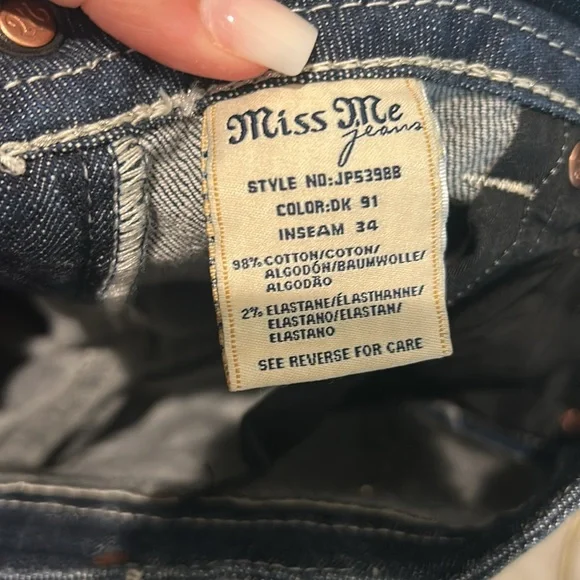 Miss Me
jeans
STYLE NO:JP5398B
COLOR:DK 91
INSEAM 34
98% COTTON/COTON/
ALGODÓN/BAUMWOLLE/
ALGODÃO
2% ELASTANE/ÉLASTHANNE/
ELASTANO/ELASTAN/
ELASTANO
SEE REVERSE FOR CARE